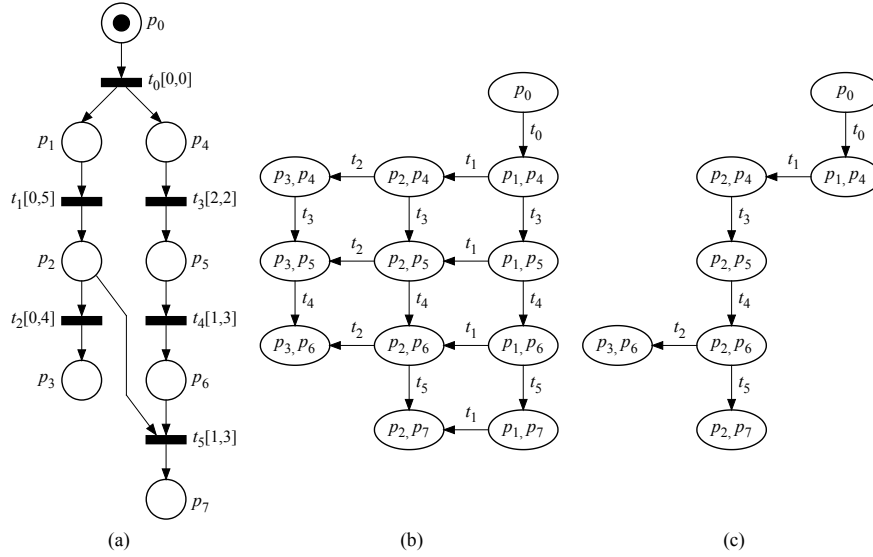 p0
t0[0,0]
p1
p4
t1[0,5]
t3[2,2]
p2
p5
t2[0,4]
t4[1,3]
p3
p6
t5[1,3]
p7
(a)
p0
t0
p3, p4
t2
p2, p4
t1
p1, p4
t3
t3
t3
p3, p5
t2
p2, p5
t1
p1, p5
t4
t4
t4
p3, p6
t2
p2, p6
t1
p1, p6
t5
t5
p2, p7
t1
p1, p7
(b)
p0
t0
p2, p4
t1
p1, p4
t3
p2, p5
t4
p3, p6
t2
p2, p6
t5
p2, p7
(c)